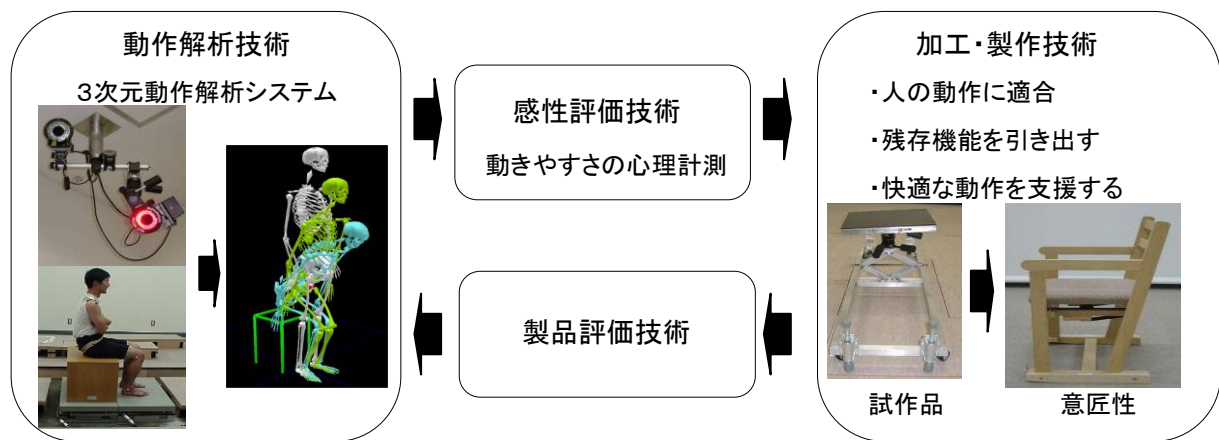 動作解析技術
３次元動作解析システム
感性評価技術
動きやすさの心理計測
製品評価技術
加工・製作技術
・人の動作に適合
・残存機能を引き出す
・快適な動作を支援する
試作品
意匠性